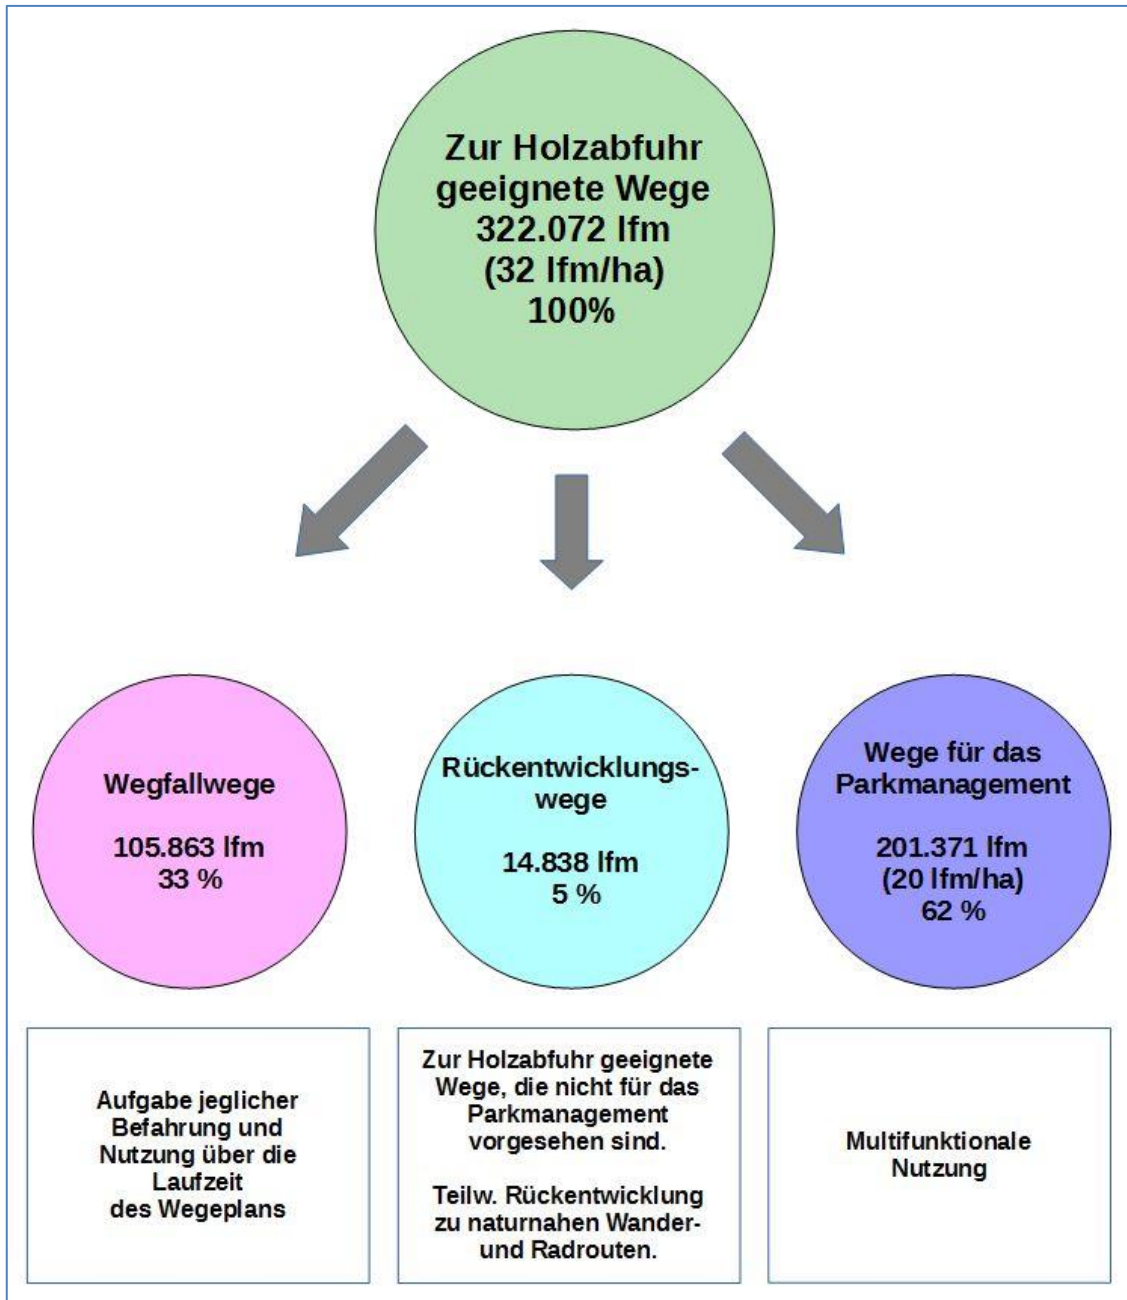 Zur Holzabfuhr
geeignete Wege
322.072 lfm
(32 lfm/ha)
100%
Wegfallwege
105.863 lfm
33 %
Rückentwicklungs-
wege
14.838 lfm
5 %
Wege für das
Parkmanagement
201.371 lfm
(20 lfm/ha)
62 %
Aufgabe jeglicher
Befahrung und
Nutzung über die
Laufzeit
des Wegeplans
Zur Holzabfuhr geeignete
Wege, die nicht für das
Parkmanagement
vorgesehen sind.
Teilw. Rückentwicklung
zu naturnahen Wander-
und Radrouten.
Multifunktionale
Nutzung